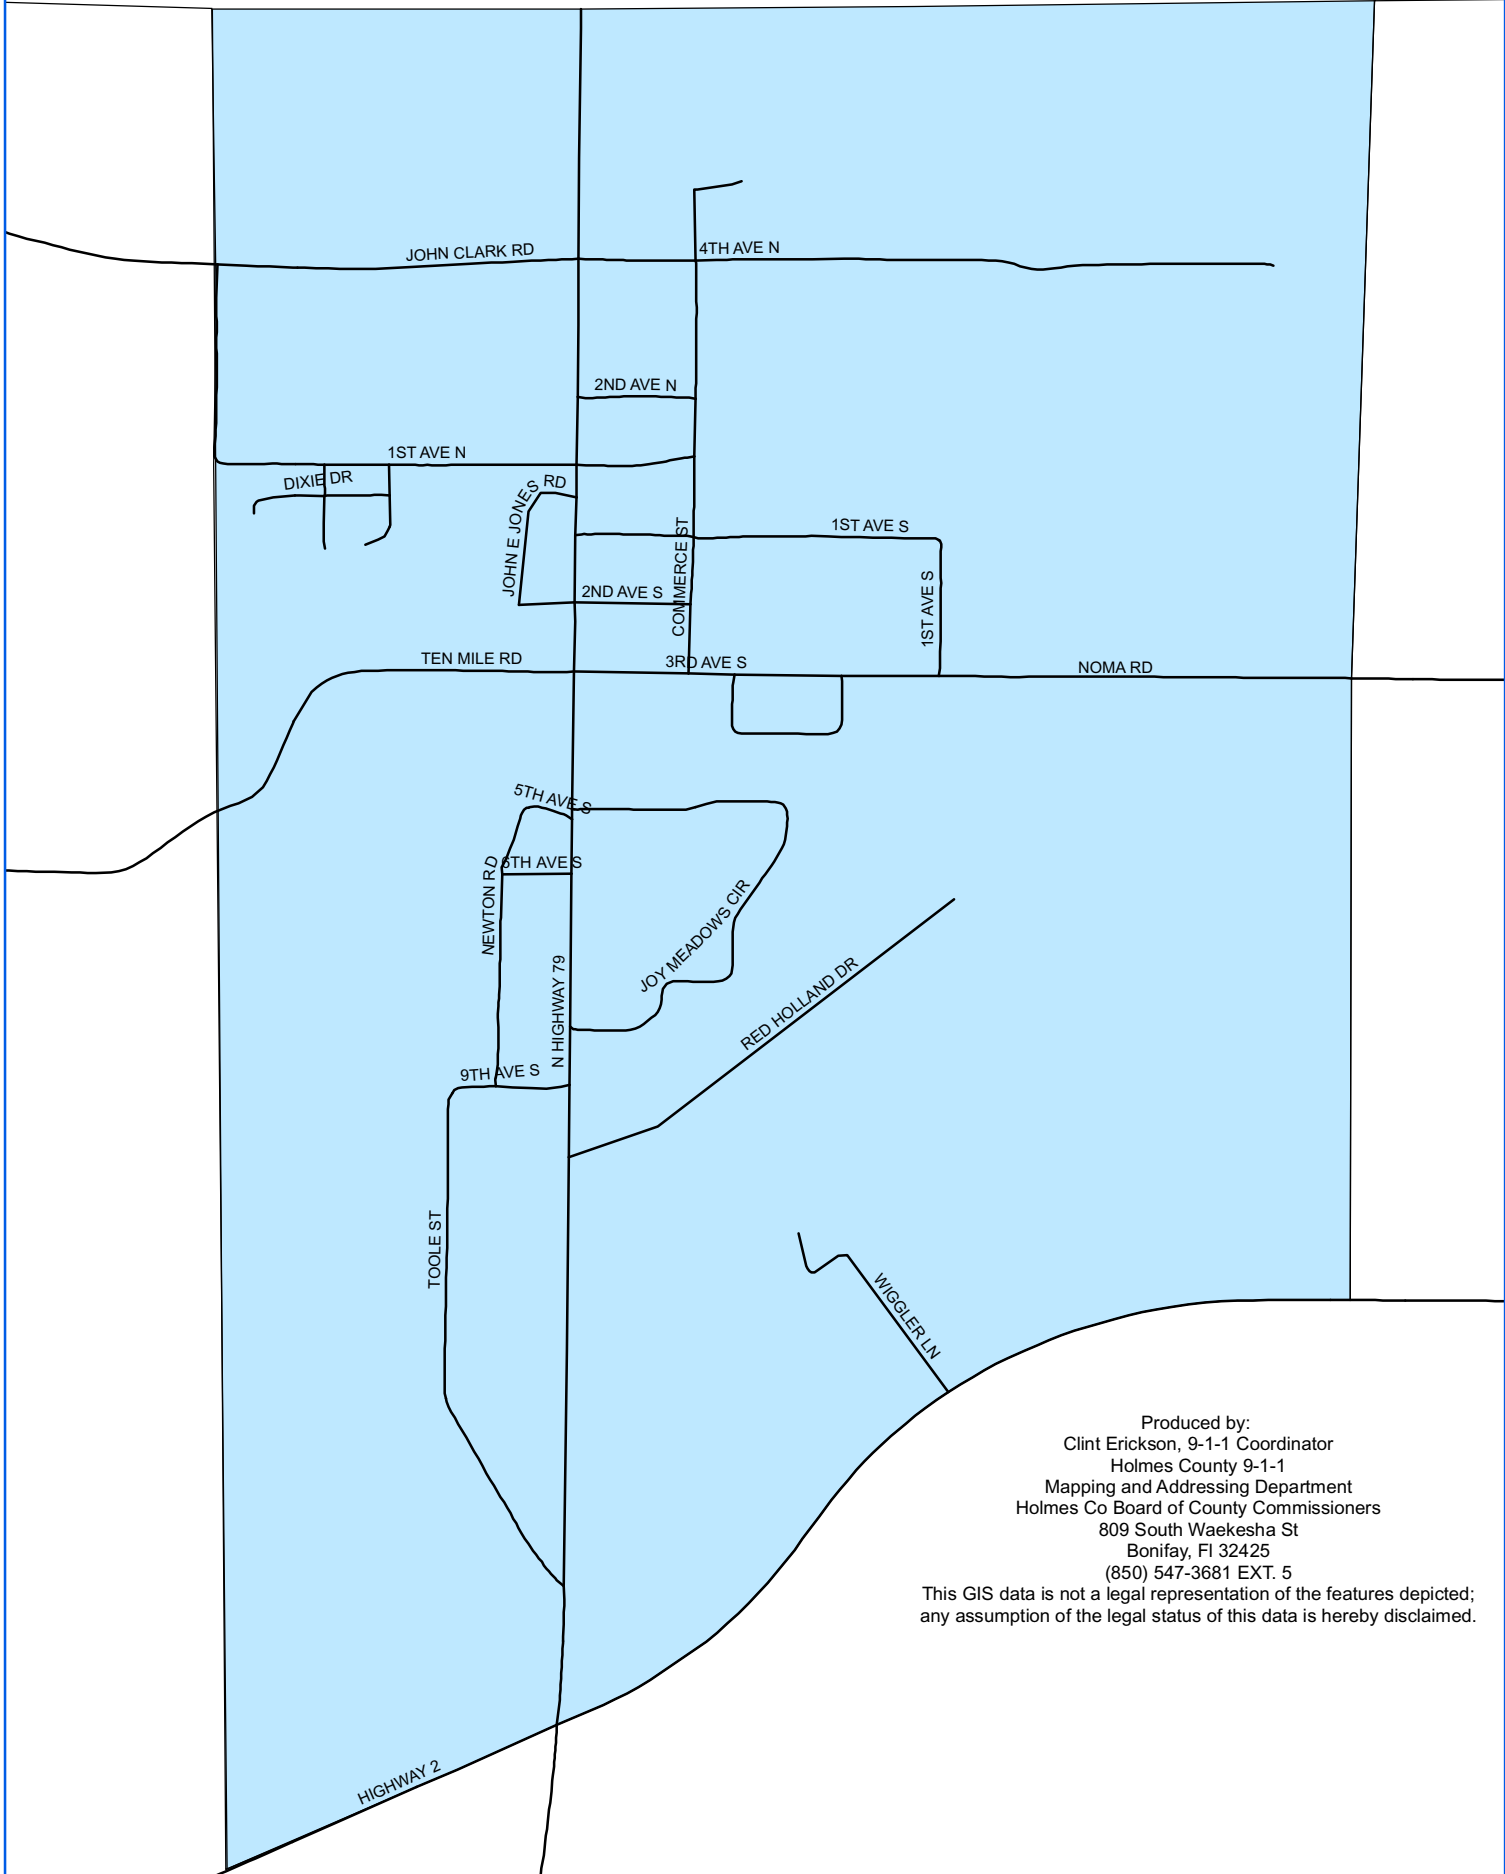 JOHN CLARK RD
4TH AVE N
2ND AVE N
1ST AVE N
DIXIE DR
JOHN E JONES RD
COMMERCE ST
1ST AVE S
1ST AVE S
2ND AVE S
TEN MILE RD
3RD AVE S
NOMA RD
5TH AVE S
6TH AVE S
NEWTON RD
JOY MEADOWS CIR
N HIGHWAY 79
RED HOLLAND DR
9TH AVE S
TOOLE ST
WIGGLER LN
HIGHWAY 2
Produced by:
Clint Erickson, 9-1-1 Coordinator
Holmes County 9-1-1
Mapping and Addressing Department
Holmes Co Board of County Commissioners
809 South Waekesha St
Bonifay, Fl 32425
(850) 547-3681 EXT. 5
This GIS data is not a legal representation of the features depicted;
any assumption of the legal status of this data is hereby disclaimed.